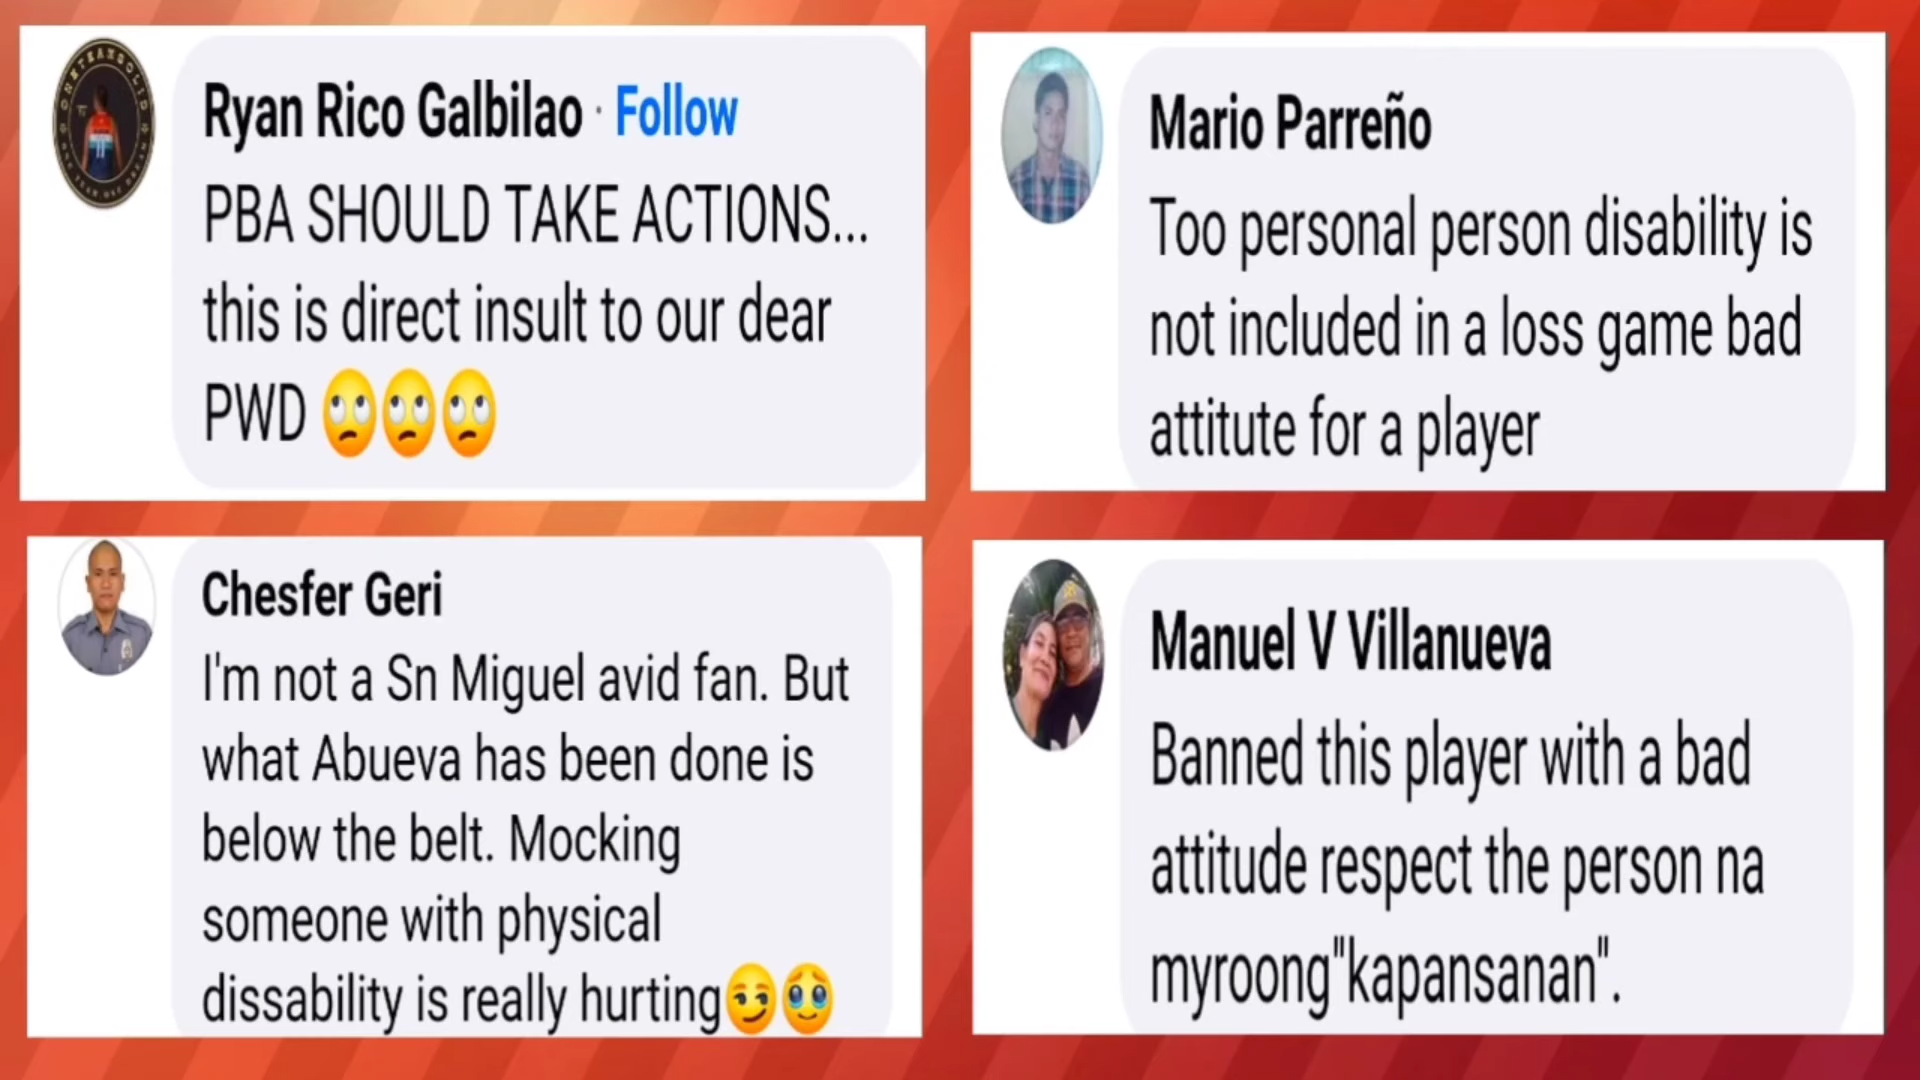 Ryan Rico Galbilao · Follow
PBA SHOULD TAKE ACTIONS...
this is direct insult to our dear
PWD 🙄🙄🙄
Mario Parreño
Too personal person disability is
not included in a loss game bad
attitute for a player
Chesfer Geri
I'm not a Sn Miguel avid fan. But
what Abueva has been done is
below the belt. Mocking
someone with physical
dissability is really hurting😏🥹
Manuel V Villanueva
Banned this player with a bad
attitude respect the person na
myroong"kapansanan".